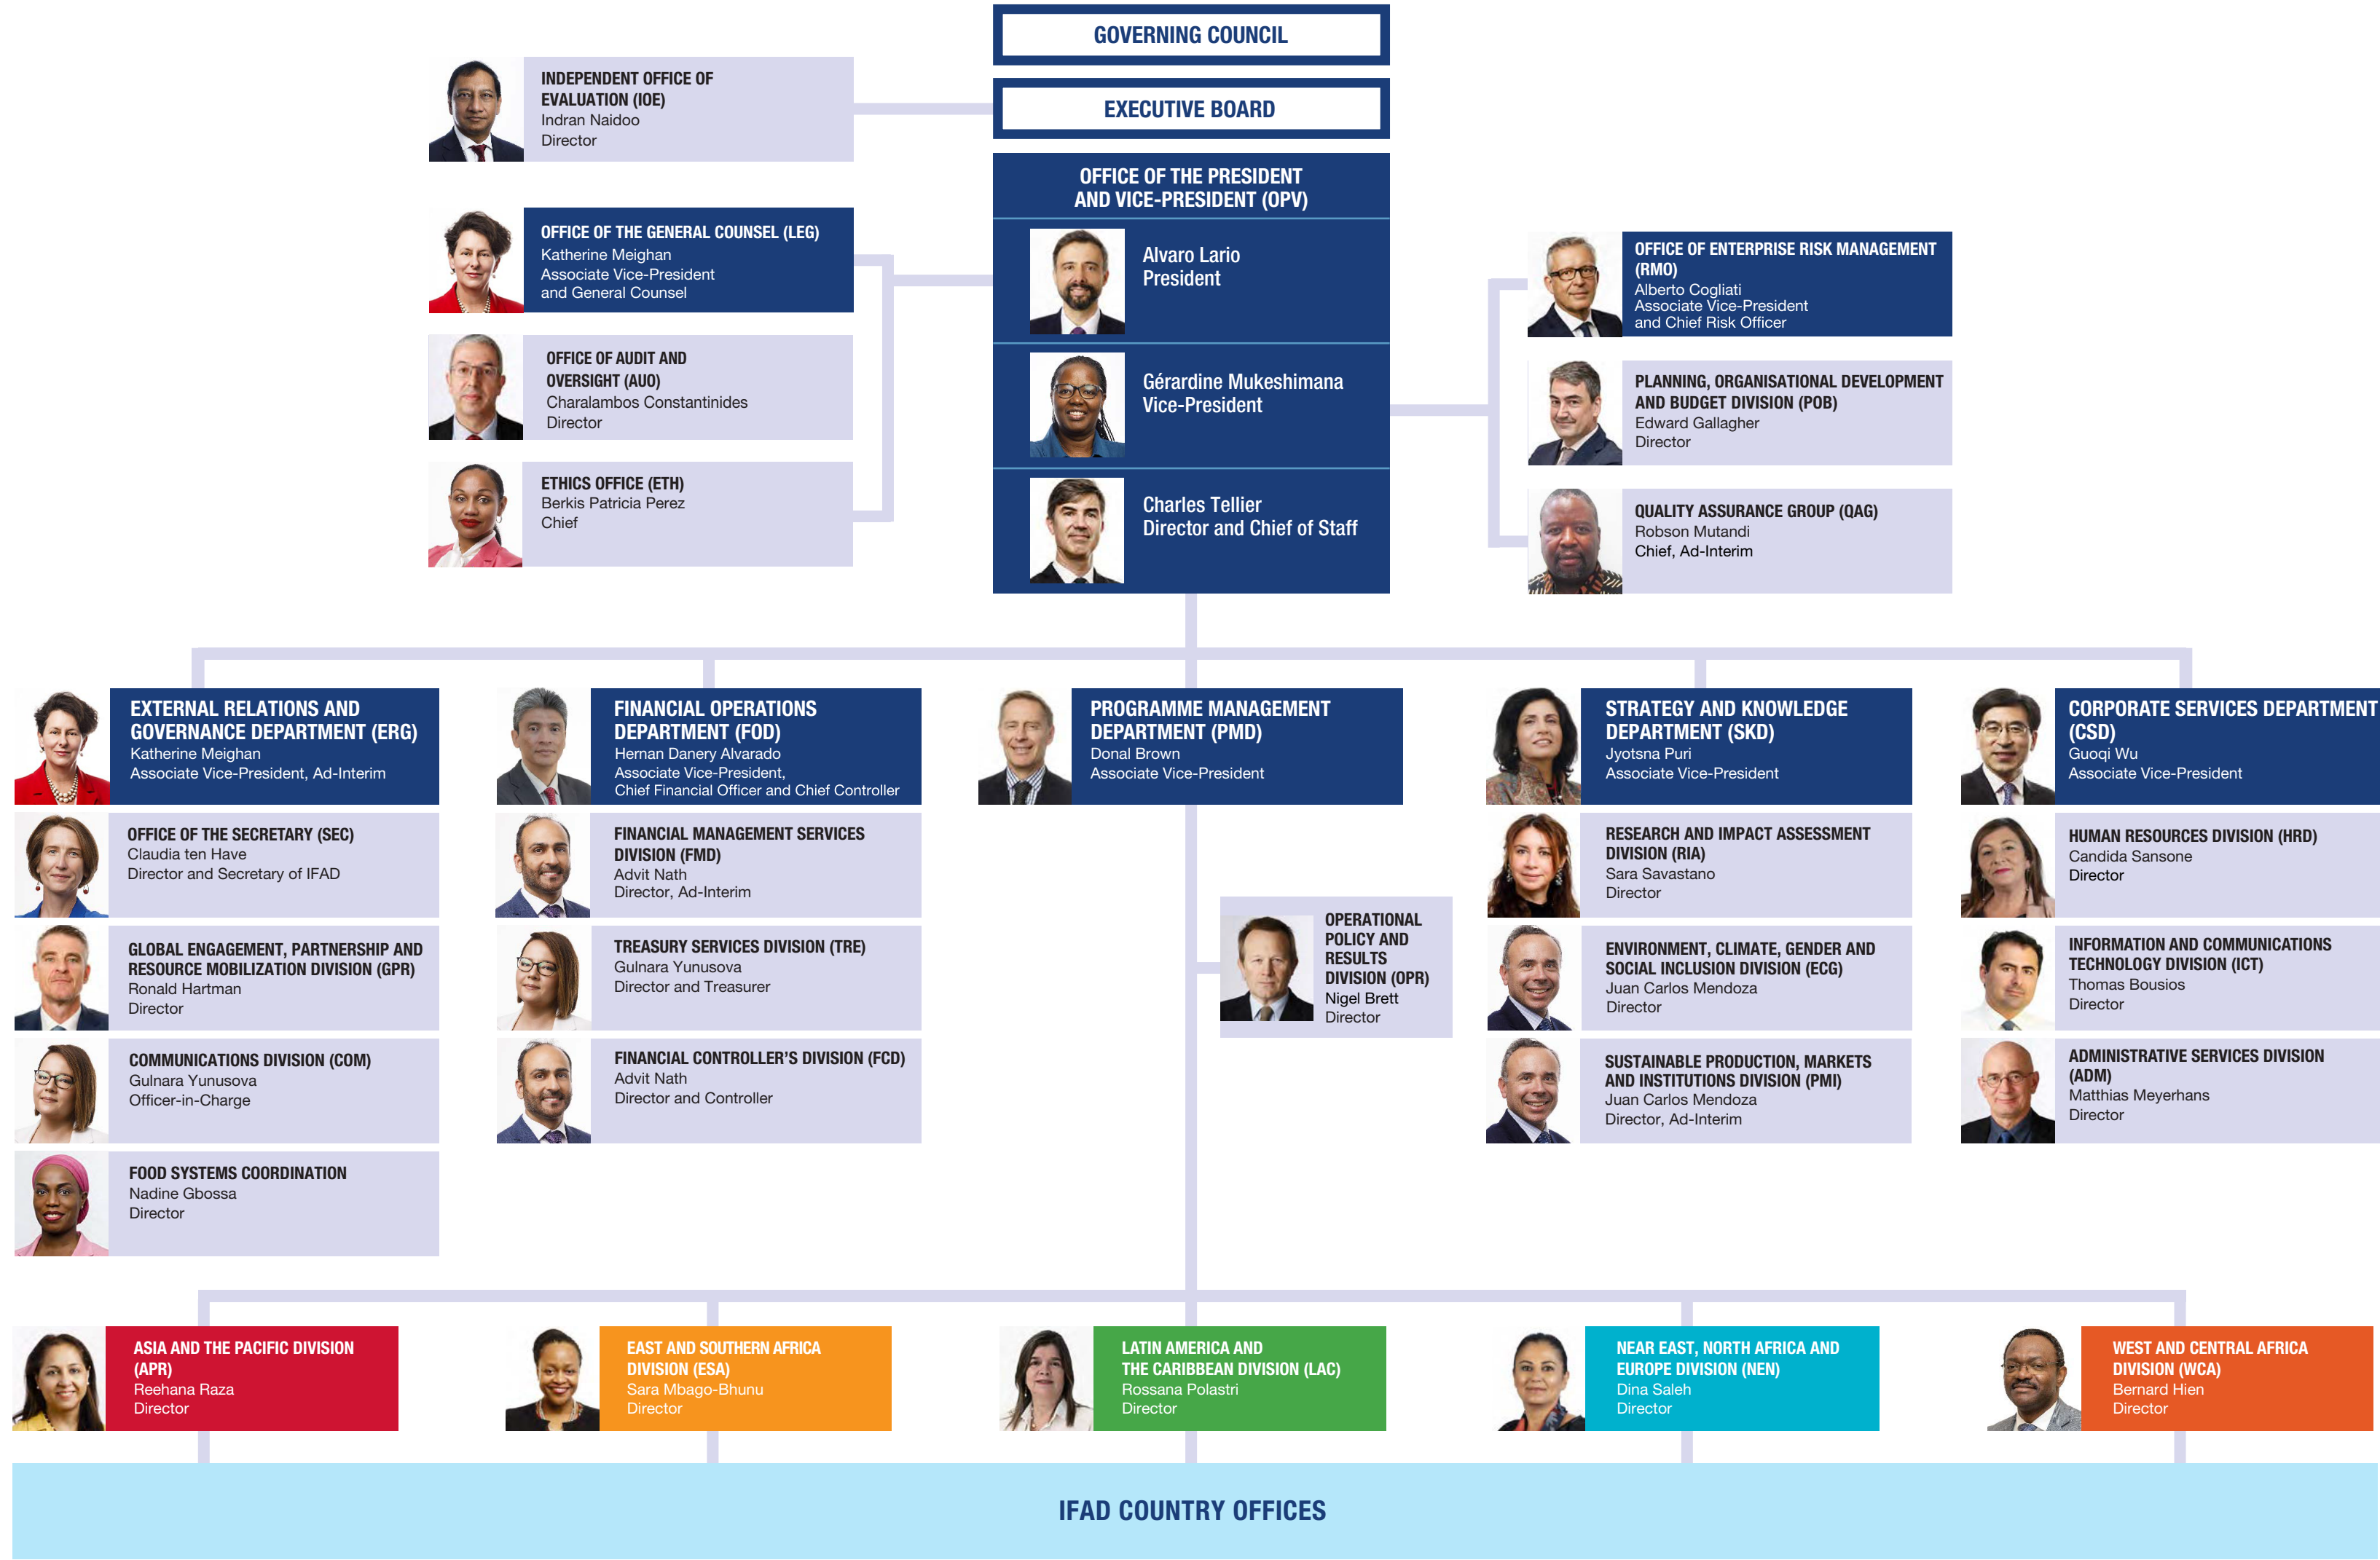 GOVERNING COUNCIL
EXECUTIVE BOARD
INDEPENDENT OFFICE OF
EVALUATION (IOE)
Indran Naidoo
Director
OFFICE OF THE PRESIDENT
AND VICE-PRESIDENT (OPV)
Alvaro Lario
President
Gérardine Mukeshimana
Vice-President
Charles Tellier
Director and Chief of Staff
OFFICE OF THE GENERAL COUNSEL (LEG)
Katherine Meighan
Associate Vice-President
and General Counsel
OFFICE OF AUDIT AND
OVERSIGHT (AUO)
Charalambos Constantinides
Director
ETHICS OFFICE (ETH)
Berkis Patricia Perez
Chief
OFFICE OF ENTERPRISE RISK MANAGEMENT
(RMO)
Alberto Cogliati
Associate Vice-President
and Chief Risk Officer
PLANNING, ORGANISATIONAL DEVELOPMENT
AND BUDGET DIVISION (POB)
Edward Gallagher
Director
QUALITY ASSURANCE GROUP (QAG)
Robson Mutandi
Chief, Ad-Interim
EXTERNAL RELATIONS AND
GOVERNANCE DEPARTMENT (ERG)
Katherine Meighan
Associate Vice-President, Ad-Interim
OFFICE OF THE SECRETARY (SEC)
Claudia ten Have
Director and Secretary of IFAD
GLOBAL ENGAGEMENT, PARTNERSHIP AND
RESOURCE MOBILIZATION DIVISION (GPR)
Ronald Hartman
Director
COMMUNICATIONS DIVISION (COM)
Gulnara Yunusova
Officer-in-Charge
FOOD SYSTEMS COORDINATION
Nadine Gbossa
Director
FINANCIAL OPERATIONS
DEPARTMENT (FOD)
Hernan Danery Alvarado
Associate Vice-President,
Chief Financial Officer and Chief Controller
FINANCIAL MANAGEMENT SERVICES
DIVISION (FMD)
Advit Nath
Director, Ad-Interim
TREASURY SERVICES DIVISION (TRE)
Gulnara Yunusova
Director and Treasurer
FINANCIAL CONTROLLER'S DIVISION (FCD)
Advit Nath
Director and Controller
PROGRAMME MANAGEMENT
DEPARTMENT (PMD)
Donal Brown
Associate Vice-President
OPERATIONAL
POLICY AND
RESULTS
DIVISION (OPR)
Nigel Brett
Director
STRATEGY AND KNOWLEDGE
DEPARTMENT (SKD)
Jyotsna Puri
Associate Vice-President
RESEARCH AND IMPACT ASSESSMENT
DIVISION (RIA)
Sara Savastano
Director
ENVIRONMENT, CLIMATE, GENDER AND
SOCIAL INCLUSION DIVISION (ECG)
Juan Carlos Mendoza
Director
SUSTAINABLE PRODUCTION, MARKETS
AND INSTITUTIONS DIVISION (PMI)
Juan Carlos Mendoza
Director, Ad-Interim
CORPORATE SERVICES DEPARTMENT
(CSD)
Guoqi Wu
Associate Vice-President
HUMAN RESOURCES DIVISION (HRD)
Candida Sansone
Director
INFORMATION AND COMMUNICATIONS
TECHNOLOGY DIVISION (ICT)
Thomas Bousios
Director
ADMINISTRATIVE SERVICES DIVISION
(ADM)
Matthias Meyerhans
Director
ASIA AND THE PACIFIC DIVISION
(APR)
Reehana Raza
Director
EAST AND SOUTHERN AFRICA
DIVISION (ESA)
Sara Mbago-Bhunu
Director
LATIN AMERICA AND
THE CARIBBEAN DIVISION (LAC)
Rossana Polastri
Director
NEAR EAST, NORTH AFRICA AND
EUROPE DIVISION (NEN)
Dina Saleh
Director
WEST AND CENTRAL AFRICA
DIVISION (WCA)
Bernard Hien
Director
IFAD COUNTRY OFFICES